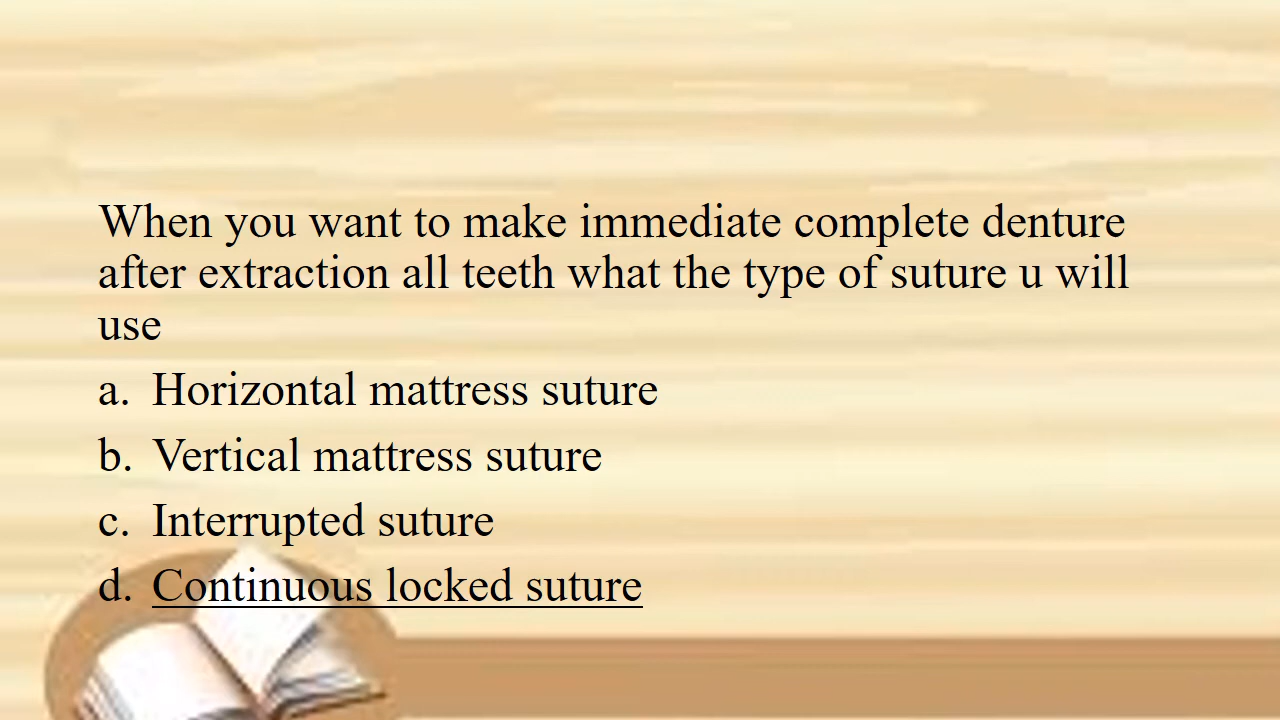 When you want to make immediate complete denture
after extraction all teeth what the type of suture u will
use
a. Horizontal mattress suture
b. Vertical mattress suture
c. Interrupted suture
d. Continuous locked suture